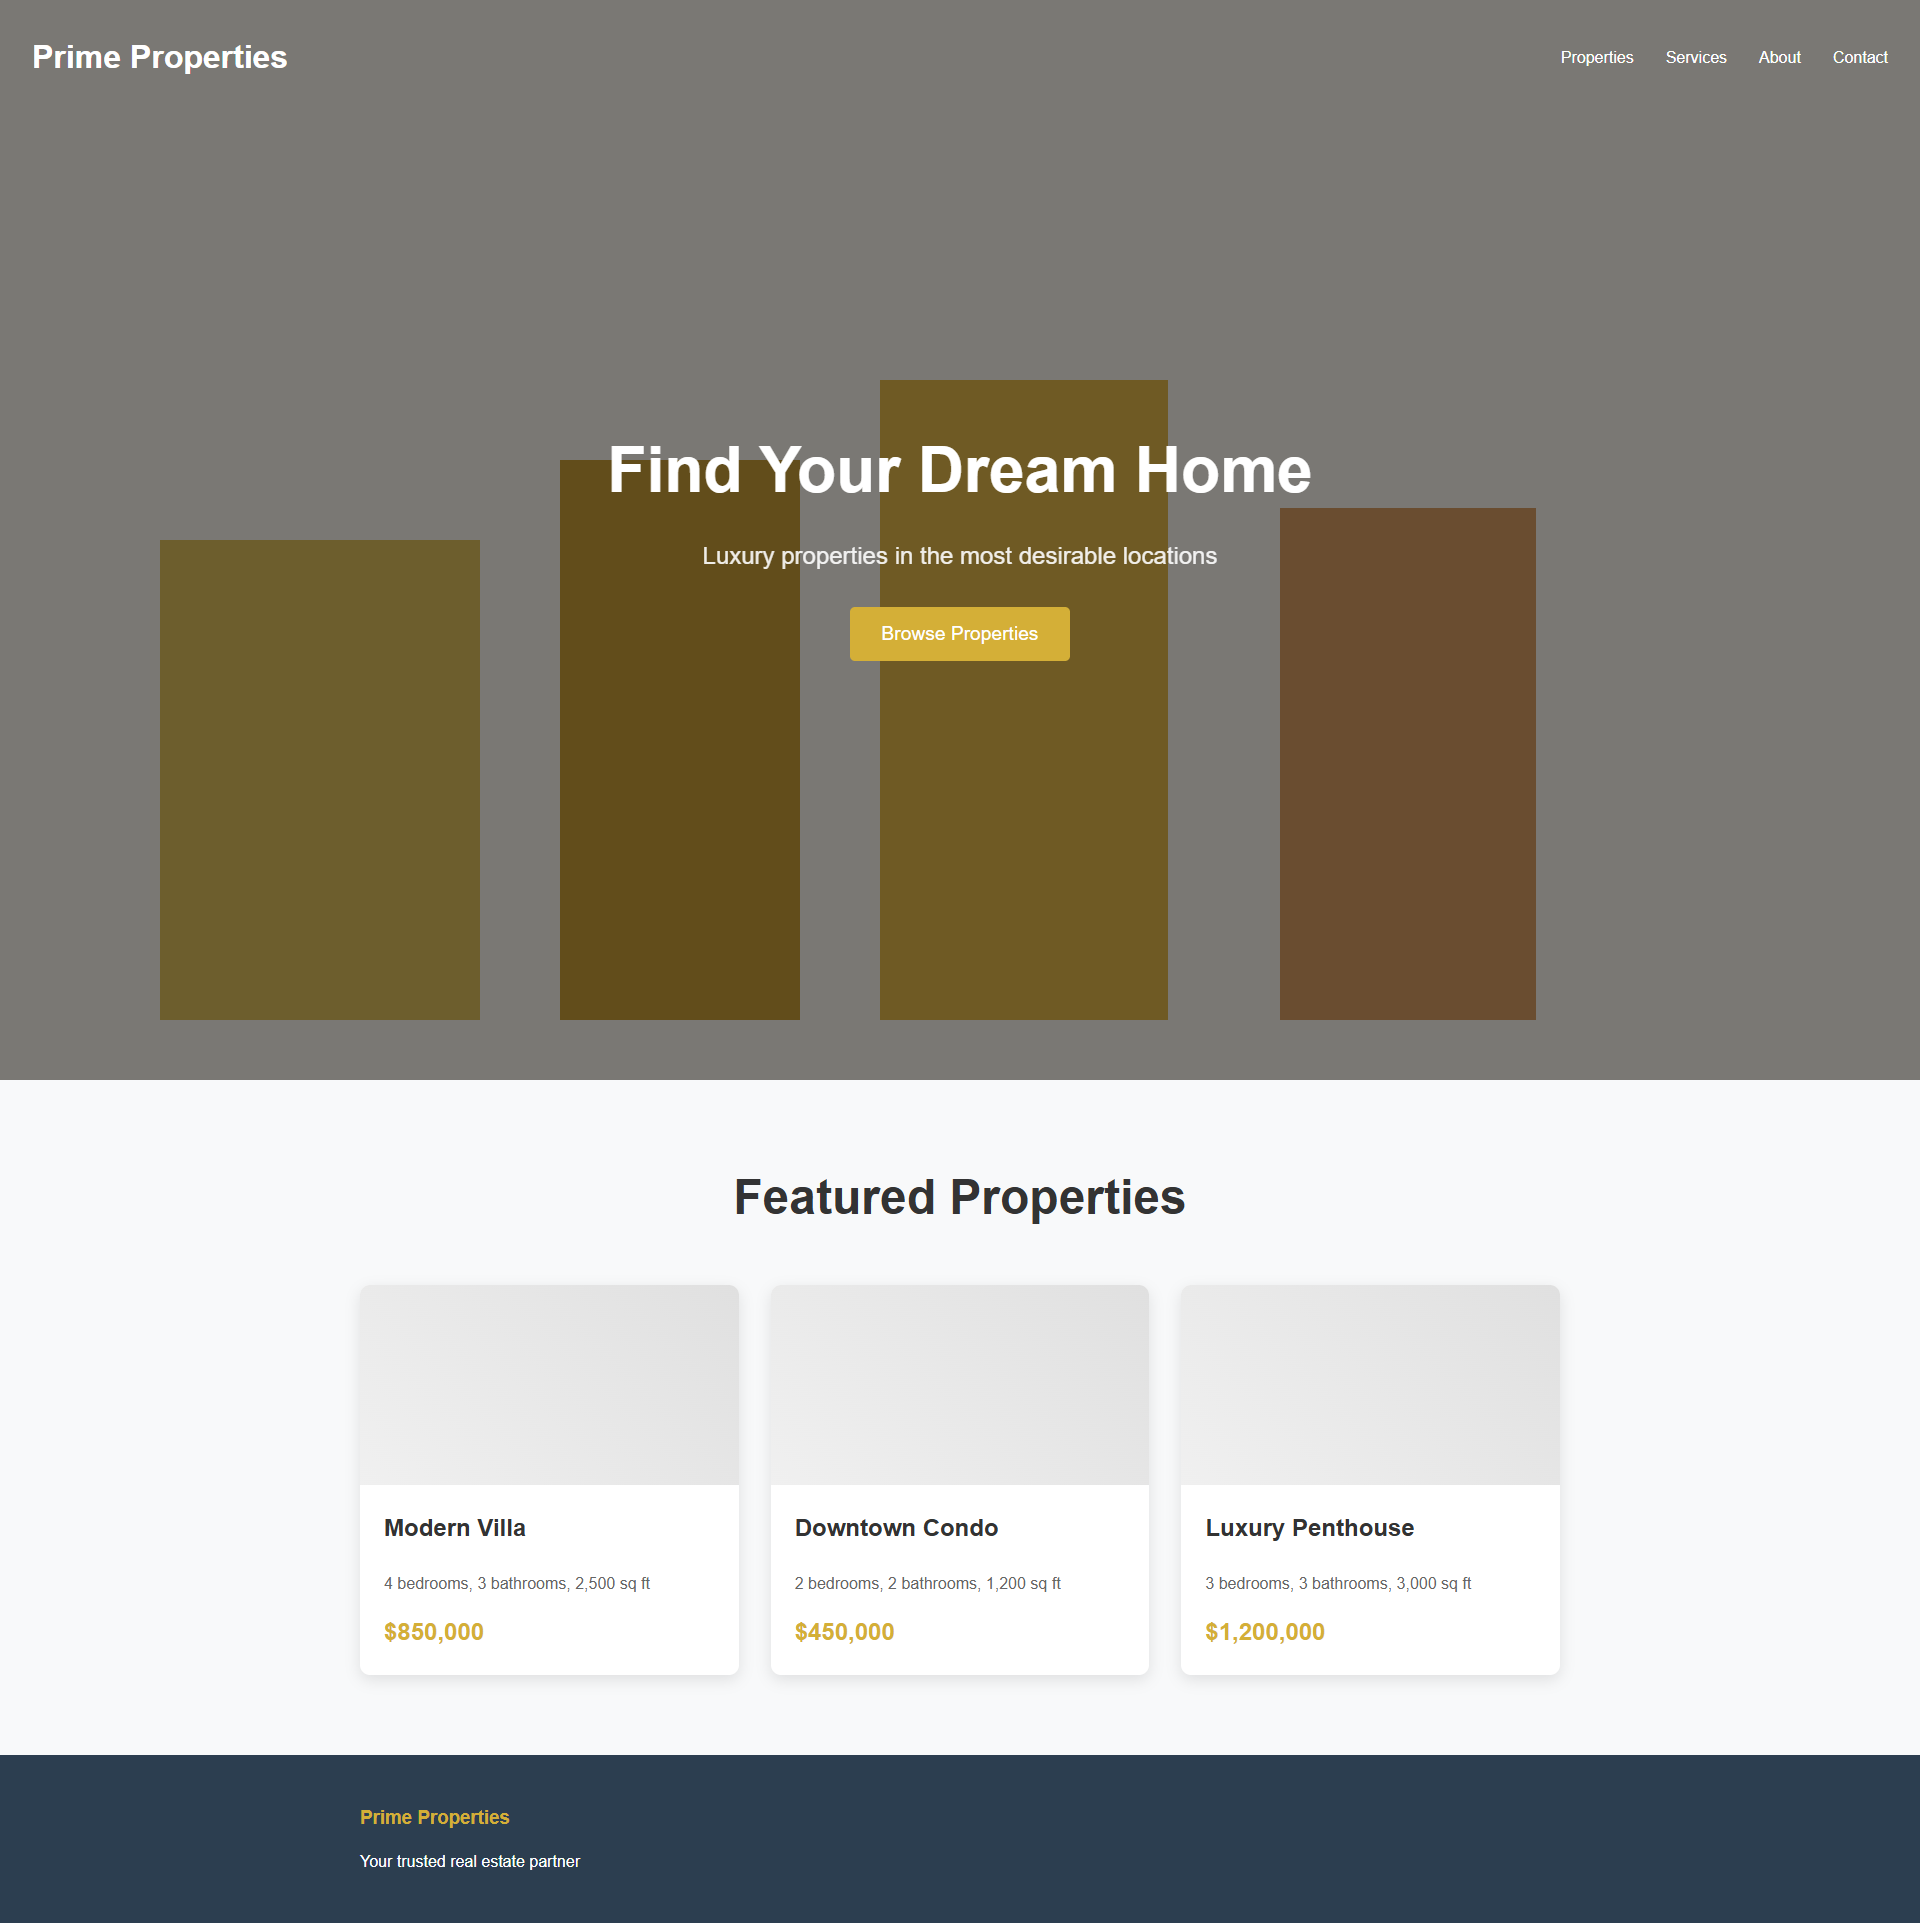 Prime Properties
Properties Services About Contact
Find Your Dream Home
Luxury properties in the most desirable locations
Browse Properties
Featured Properties
Modern Villa
4 bedrooms, 3 bathrooms, 2,500 sq ft
$850,000
Downtown Condo
2 bedrooms, 2 bathrooms, 1,200 sq ft
$450,000
Luxury Penthouse
3 bedrooms, 3 bathrooms, 3,000 sq ft
$1,200,000
Prime Properties
Your trusted real estate partner